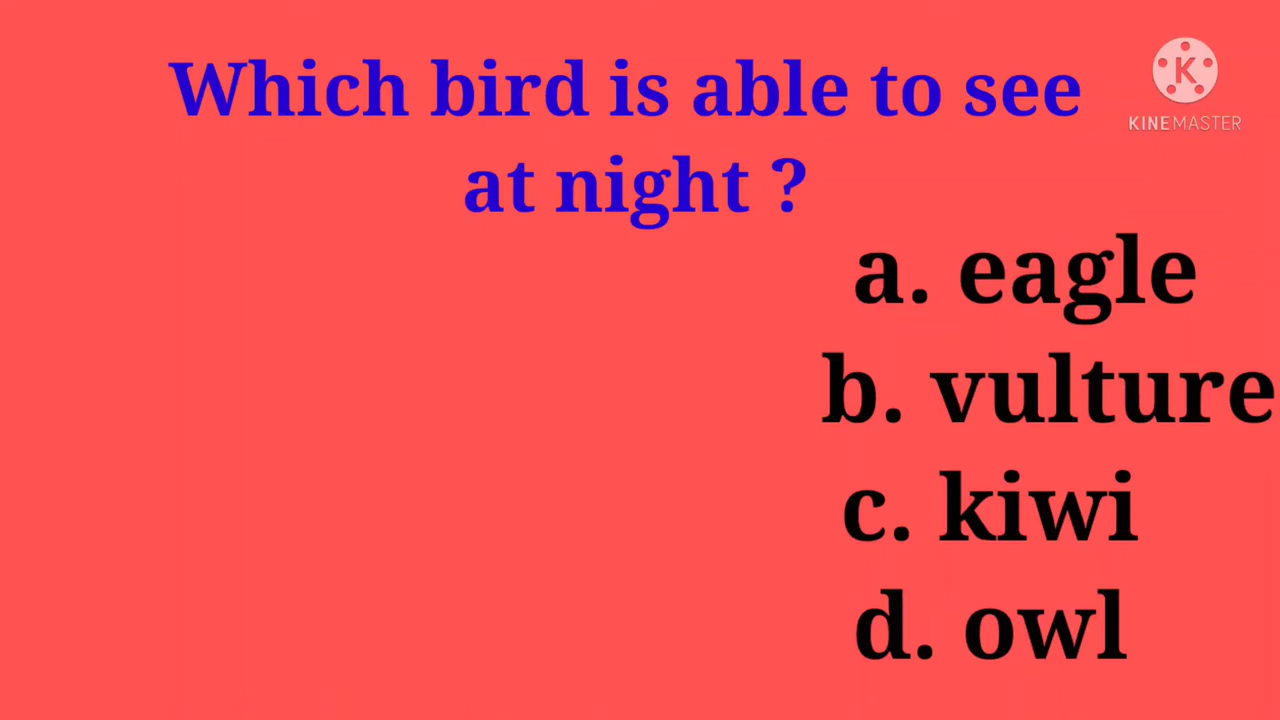 Which bird is able to see
at night ?
K
KINEMASTER
a. eagle
b. vulture
c. kiwi
d. owl